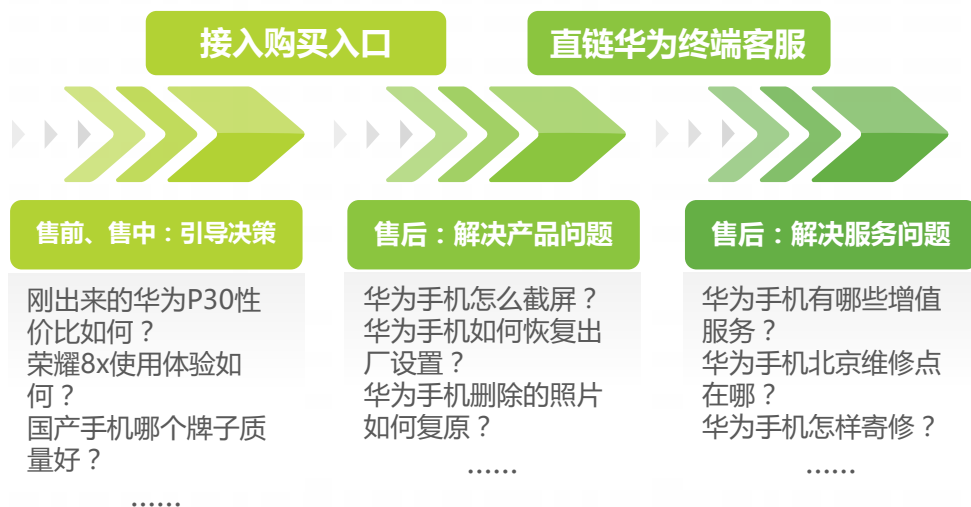 接入购买入口
直链华为终端客服
售前、售中：引导决策
刚出来的华为P30性
价比如何？
荣耀8x使用体验如
何？
国产手机哪个牌子质
量好？
……
售后：解决产品问题
华为手机怎么截屏？
华为手机如何恢复出
厂设置？
华为手机删除的照片
如何复原？
……
售后：解决服务问题
华为手机有哪些增值
服务？
华为手机北京维修点
在哪？
华为手机怎样寄修？
……